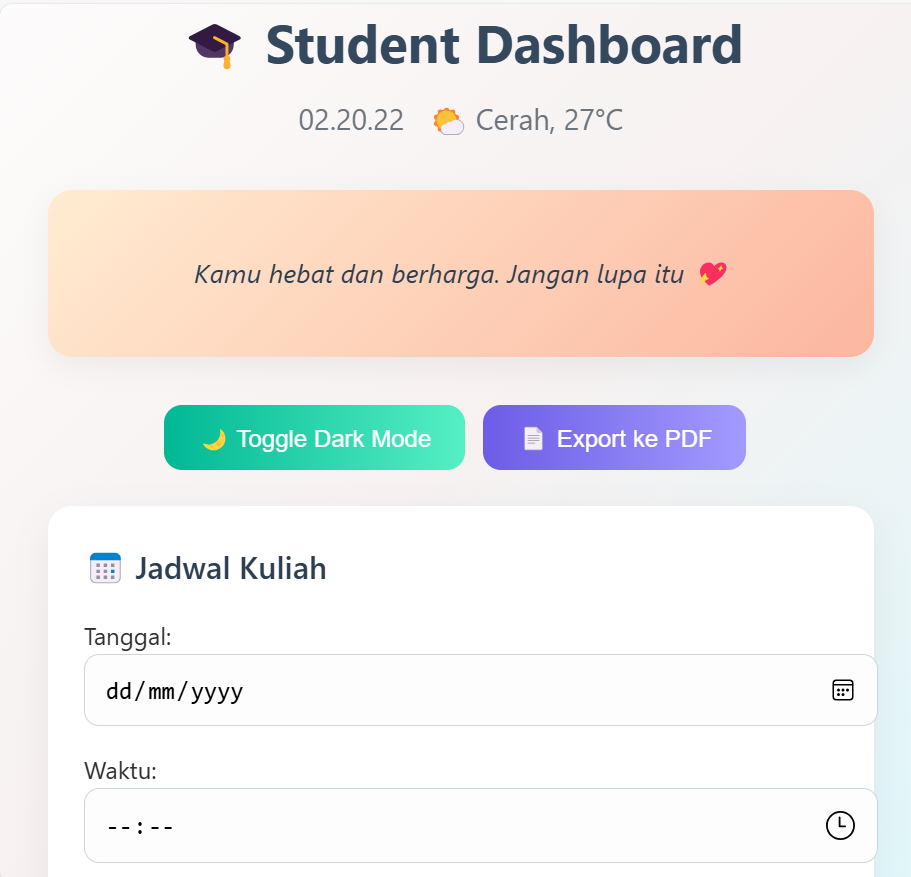 Student Dashboard
02.20.22 Cerah, 27°C
Kamu hebat dan berharga. Jangan lupa itu 💖
🌙 Toggle Dark Mode
📄 Export ke PDF
Jadwal Kuliah
Tanggal:
dd/mm/yyyy
Waktu:
--:--